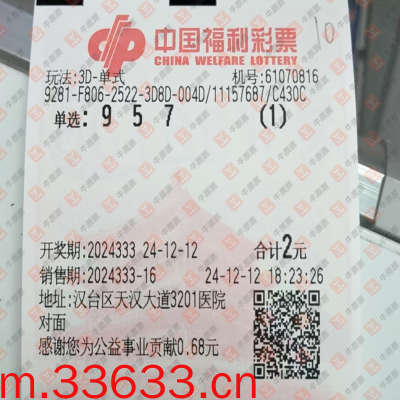 10
中国福利彩票
CHINA WELFARE LOTTERY
玩法:3D-单式 机号:61070816
9281-F806-2522-3D8D-004D/11157687/C430C
单选: 9 5 7 (1)
开奖期:2024333 24-12-12 合计2元
销售期:2024333-16 24-12-12 18:23:26
地址:汉台区天汉大道3201医院
对面
感谢您为公益事业贡献0.68元
m.33633.cn